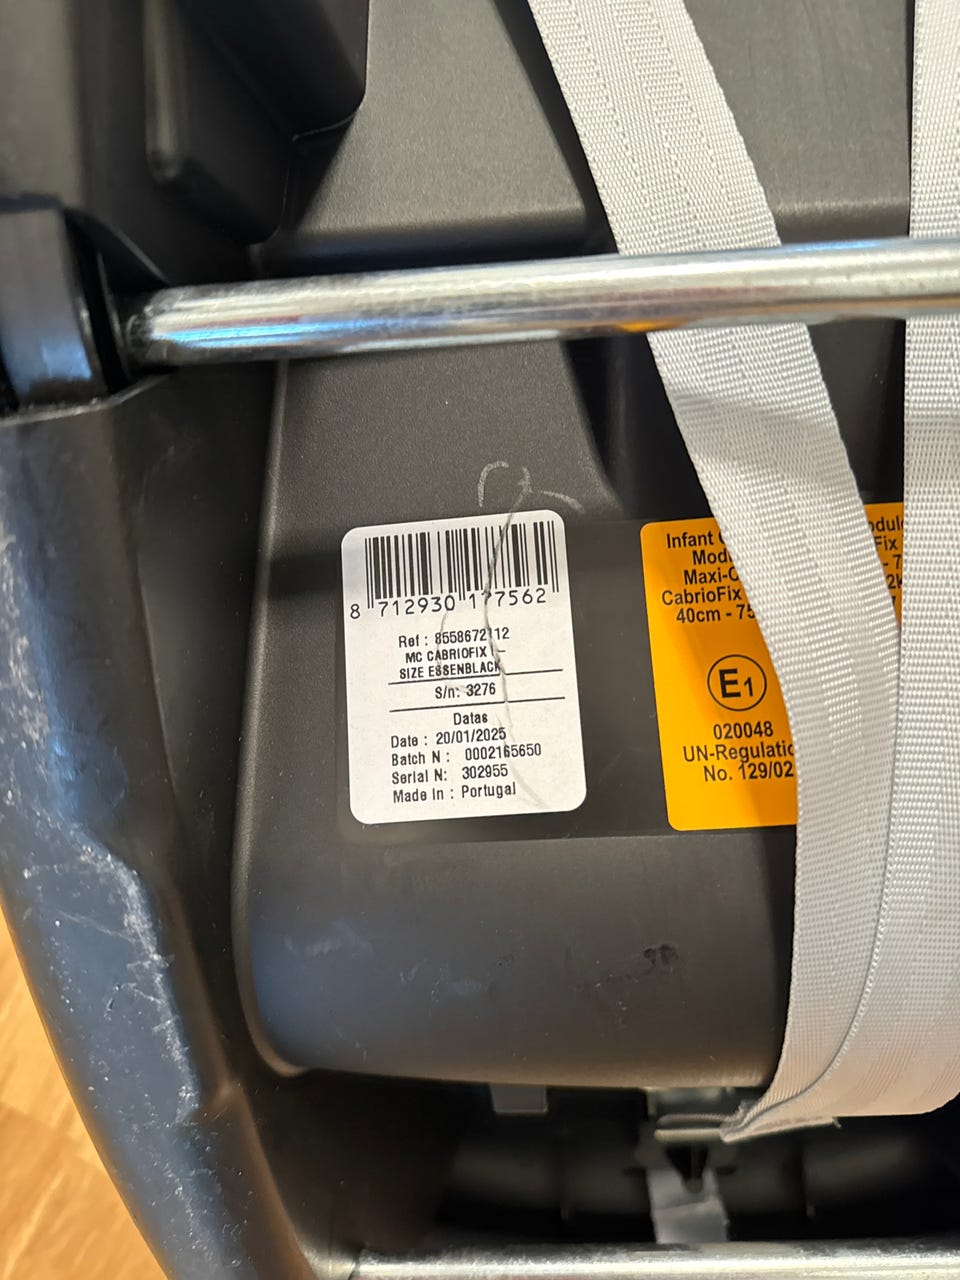 8 712930 177562
Ref : 8558672112
MC CABRIOFIX I-
SIZE ESSENBLACK
S/n: 3276
Datas
Date : 20/01/2025
Batch N : 0002165650
Serial N: 302955
Made In : Portugal
Infant
Maxi-C
CabrioFix
40cm - 75
E1
020048
UN-Regulatio
No. 129/02